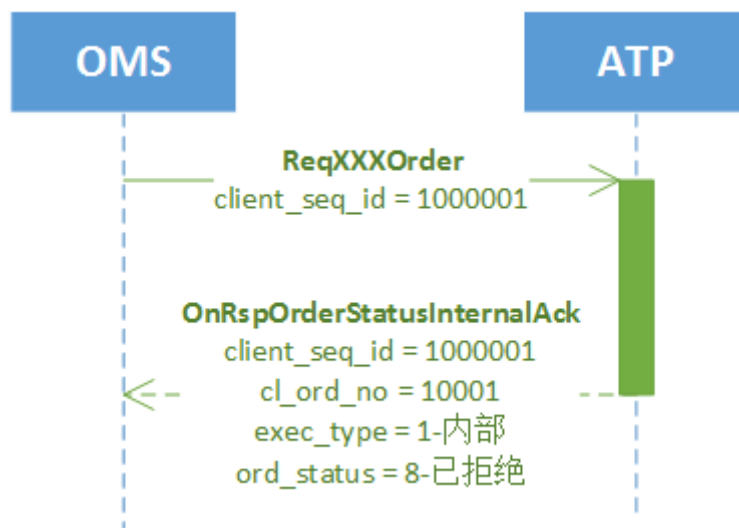 OMS
ATP
ReqXXXOrder
client_seq_id = 1000001
OnRspOrderStatusInternalAck
client_seq_id = 1000001
cl_ord_no = 10001
exec_type = 1-内部
ord_status = 8-已拒绝